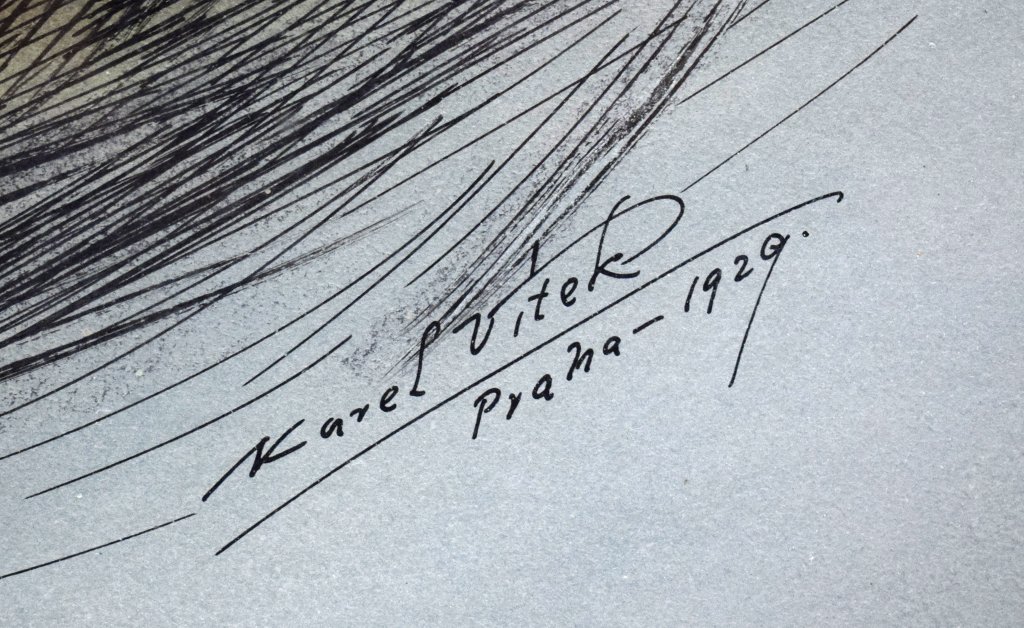 Karel Vítek
Praha - 1929.